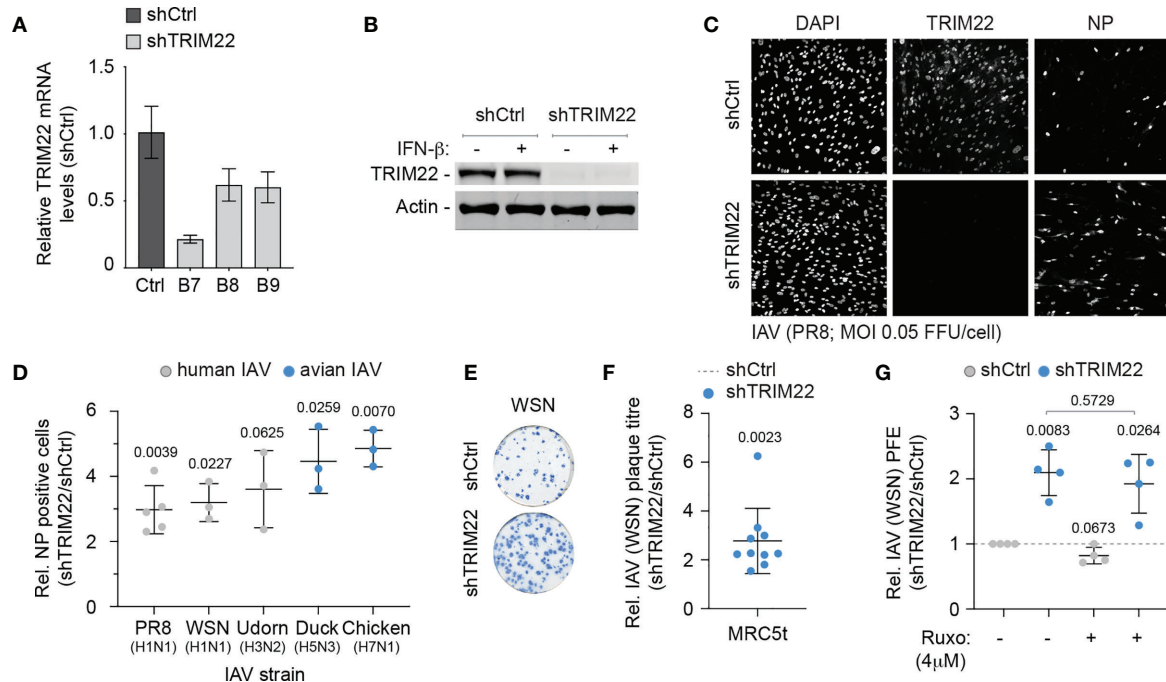 A
shCtrl
shTRIM22
Relative TRIM22 mRNA
levels (shCtrl)
1.5
1.0
0.5
0
Ctrl B7 B8 B9
B
shCtrl shTRIM22
IFN-β: - + - +
TRIM22 -
Actin -
C
DAPI TRIM22 NP
shCtrl
shTRIM22
IAV (PR8; MOI 0.05 FFU/cell)
D
human IAV avian IAV
Rel. NP positive cells
(shTRIM22/shCtrl)
6
4
2
0
0.0039 0.0227 0.0625 0.0259 0.0070
PR8 WSN Udorn Duck Chicken
(H1N1) (H1N1) (H3N2) (H5N3) (H7N1)
IAV strain
E
WSN
shCtrl
shTRIM22
F
shCtrl
shTRIM22
Rel. IAV (WSN) plaque titre
(shTRIM22/shCtrl)
8
6
4
2
0
0.0023
MRC5t
G
shCtrl shTRIM22
Rel. IAV (WSN) PFE
(shTRIM22/shCtrl)
3
2
1
0
0.5729
0.0083 0.0264
0.0673
Ruxo: - - + +
(4µM)